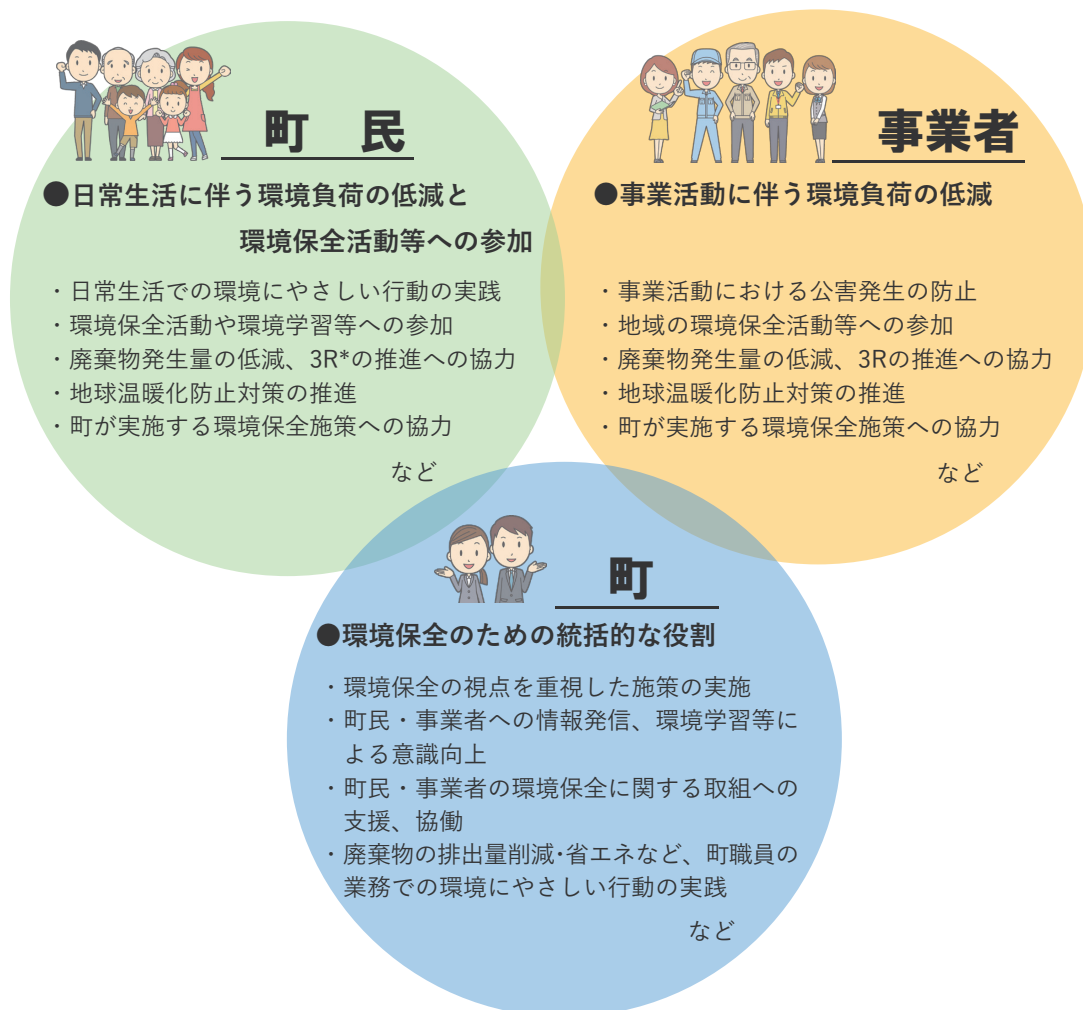 町　民
●日常生活に伴う環境負荷の低減と
環境保全活動等への参加
・日常生活での環境にやさしい行動の実践
・環境保全活動や環境学習等への参加
・廃棄物発生量の低減、3R*の推進への協力
・地球温暖化防止対策の推進
・町が実施する環境保全施策への協力
など
事業者
●事業活動に伴う環境負荷の低減
・事業活動における公害発生の防止
・地域の環境保全活動等への参加
・廃棄物発生量の低減、3Rの推進への協力
・地球温暖化防止対策の推進
・町が実施する環境保全施策への協力
など
町
●環境保全のための統括的な役割
・環境保全の視点を重視した施策の実施
・町民・事業者への情報発信、環境学習等に
よる意識向上
・町民・事業者の環境保全に関する取組への
支援、協働
・廃棄物の排出量削減・省エネなど、町職員の
業務での環境にやさしい行動の実践
など